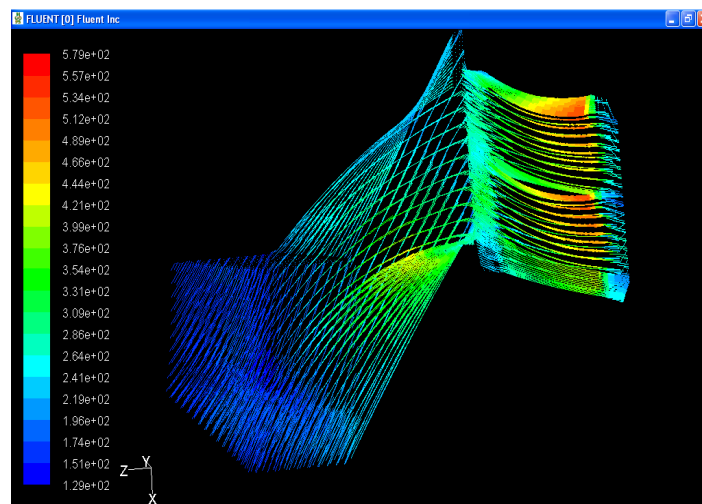 FLUENT [0] Fluent Inc
5.79e+02
5.57e+02
5.34e+02
5.12e+02
4.89e+02
4.66e+02
4.44e+02
4.21e+02
3.99e+02
3.76e+02
3.54e+02
3.31e+02
3.09e+02
2.86e+02
2.64e+02
2.41e+02
2.19e+02
1.96e+02
1.74e+02
1.51e+02
1.29e+02
Y
Z
X